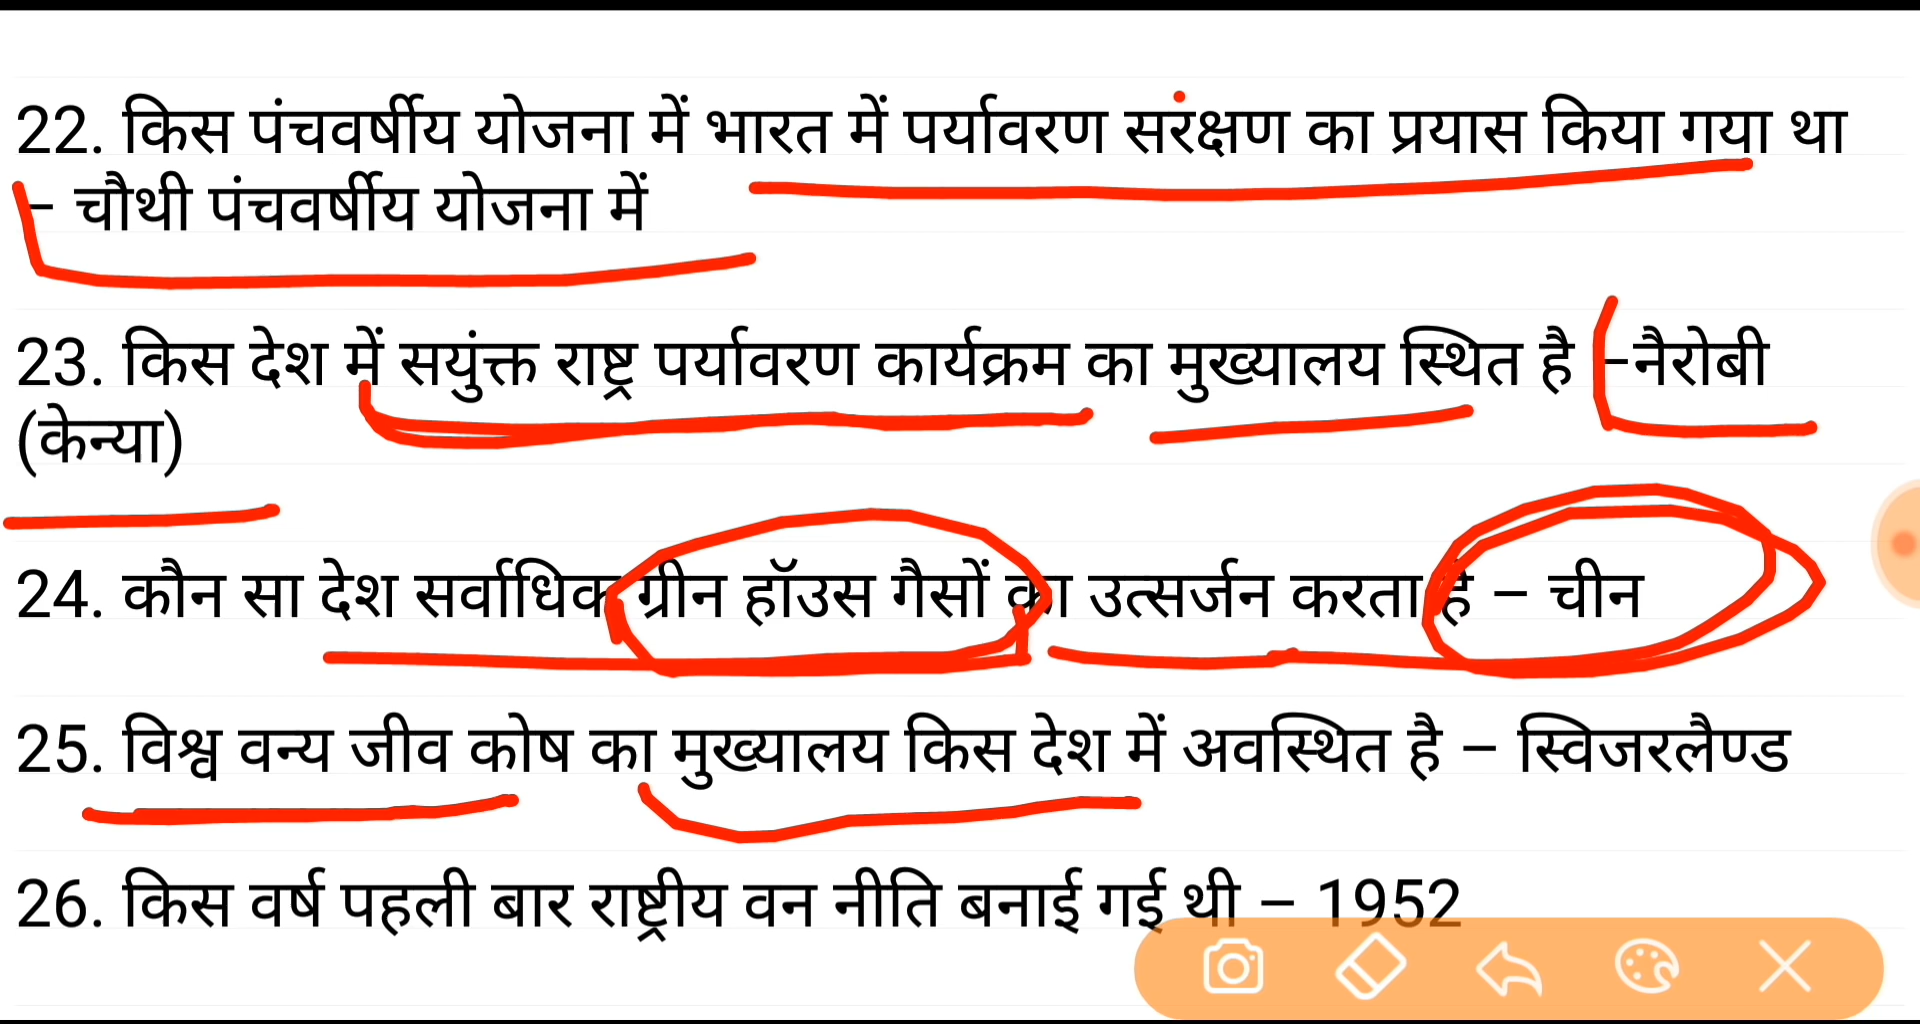 22. किस पंचवर्षीय योजना में भारत में पर्यावरण सरंक्षण का प्रयास किया गया था
– चौथी पंचवर्षीय योजना में
23. किस देश में सयुंक्त राष्ट्र पर्यावरण कार्यक्रम का मुख्यालय स्थित है –नैरोबी
(केन्या)
24. कौन सा देश सर्वाधिक ग्रीन हॉउस गैसों का उत्सर्जन करता है – चीन
25. विश्व वन्य जीव कोष का मुख्यालय किस देश में अवस्थित है – स्विजरलैण्ड
26. किस वर्ष पहली बार राष्ट्रीय वन नीति बनाई गई थी – 1952